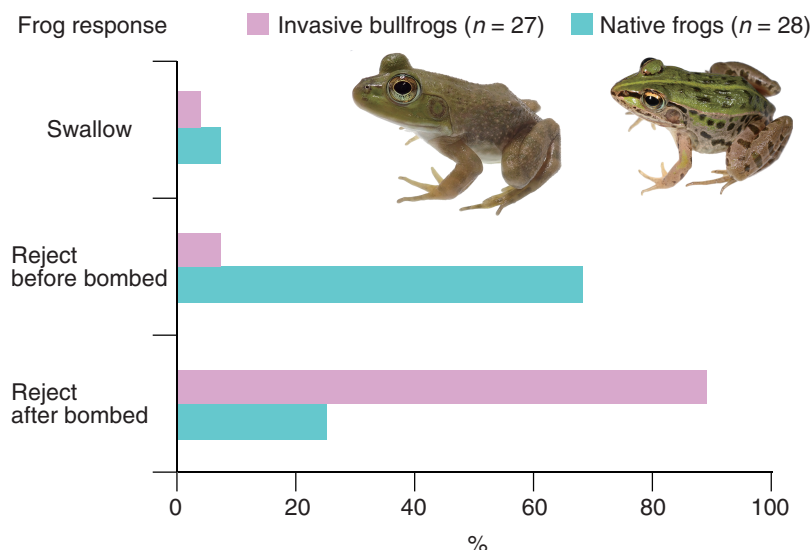 Frog response
Invasive bullfrogs (n = 27)
Native frogs (n = 28)
Swallow
Reject
before bombed
Reject
after bombed
0 20 40 60 80 100
%